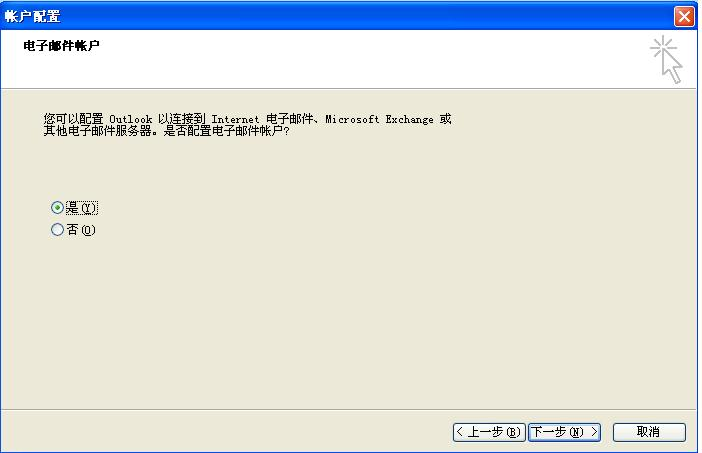 帐户配置
电子邮件帐户
您可以配置 Outlook 以连接到 Internet 电子邮件、Microsoft Exchange 或
其他电子邮件服务器。是否配置电子邮件帐户?
是(Y)
否(O)
< 上一步(B) 下一步(N) > 取消